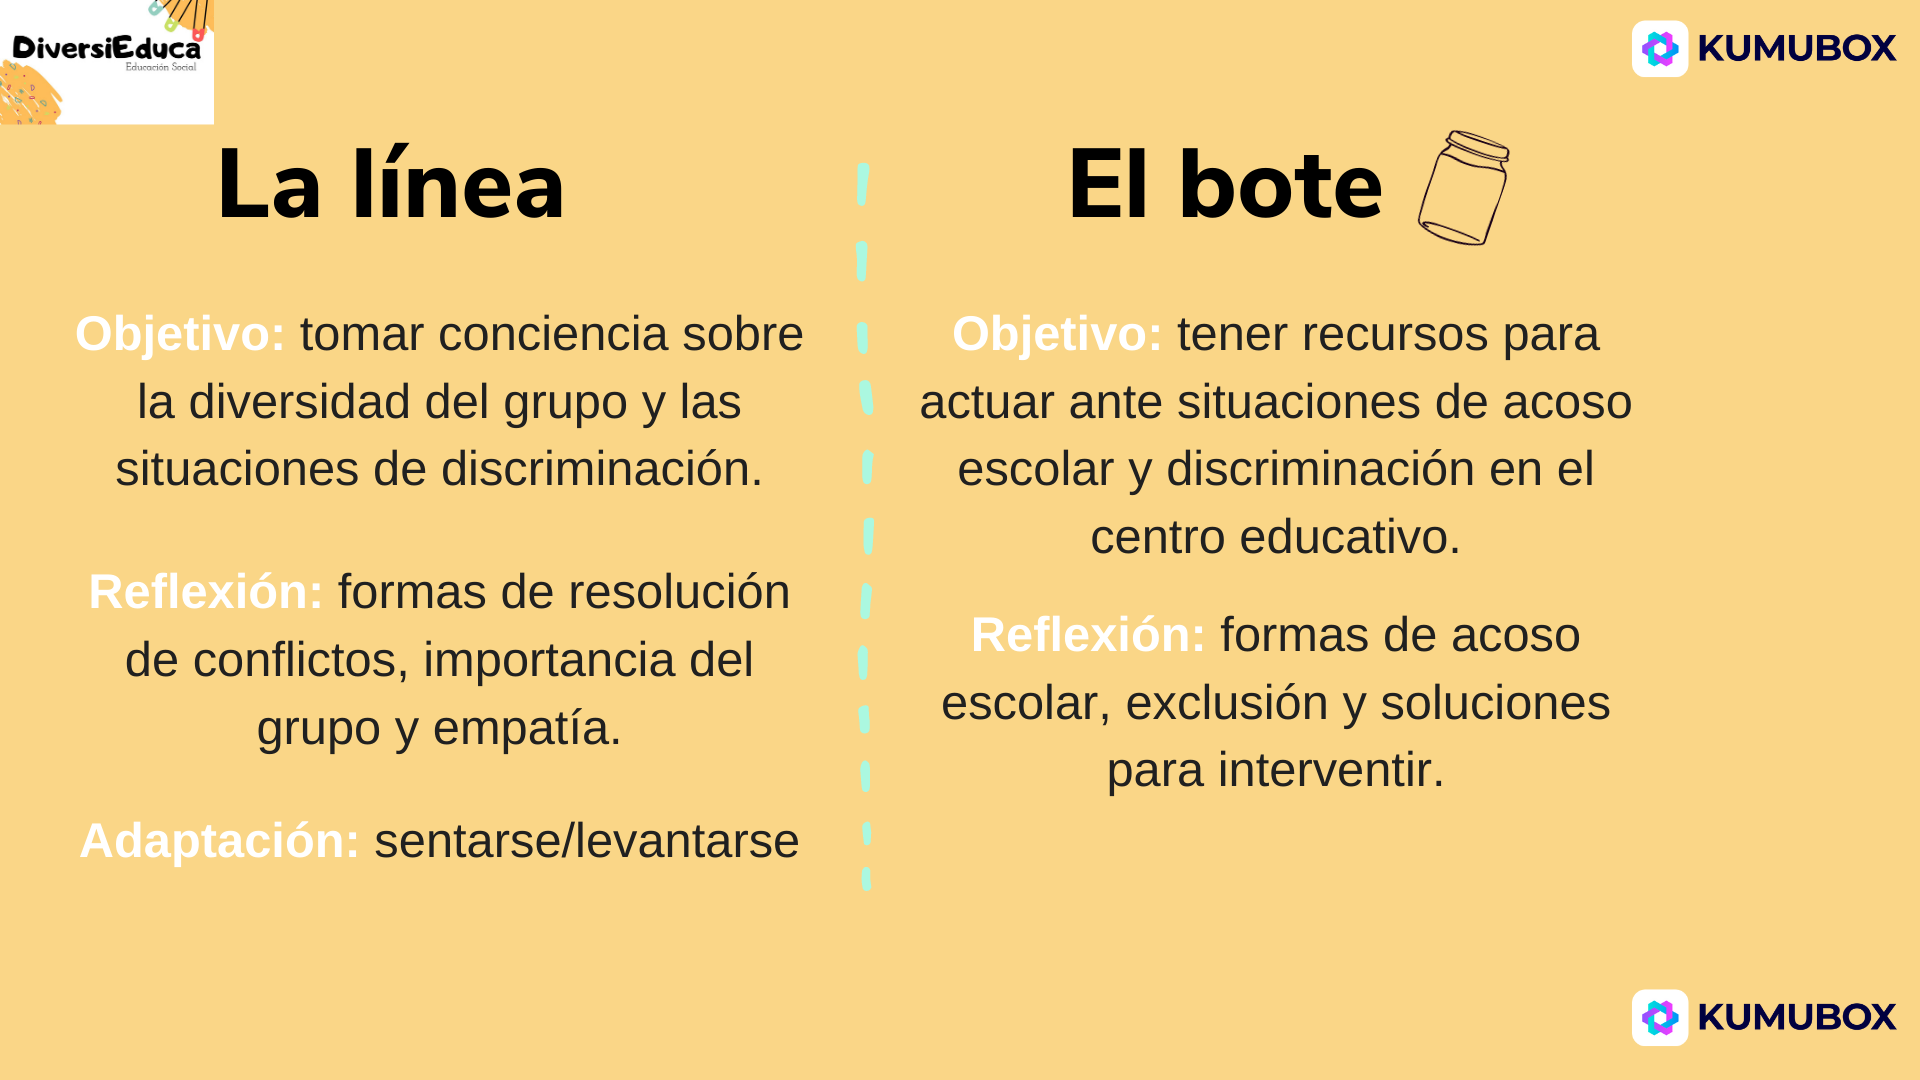 DiversiEduca
Educación Social
KUMUBOX
La línea
Objetivo: tomar conciencia sobre
la diversidad del grupo y las
situaciones de discriminación.
Reflexión: formas de resolución
de conflictos, importancia del
grupo y empatía.
Adaptación: sentarse/levantarse
El bote
Objetivo: tener recursos para
actuar ante situaciones de acoso
escolar y discriminación en el
centro educativo.
Reflexión: formas de acoso
escolar, exclusión y soluciones
para interventir.
KUMUBOX